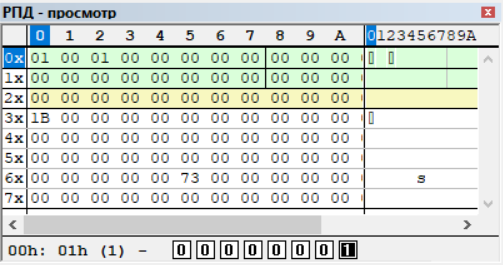 РПД - просмотр
0 1 2 3 4 5 6 7 8 9 A 0123456789A
0x 01 00 01 00 00 00 00 00 00 00 00
1x 00 00 00 00 00 00 00 00 00 00 00
2x 00 00 00 00 00 00 00 00 00 00 00
3x 1B 00 00 00 00 00 00 00 00 00 00
4x 00 00 00 00 00 00 00 00 00 00 00
5x 00 00 00 00 00 00 00 00 00 00 00
6x 00 00 00 00 00 73 00 00 00 00 00 s
7x 00 00 00 00 00 00 00 00 00 00 00
00h: 01h (1) - 0 0 0 0 0 0 0 1